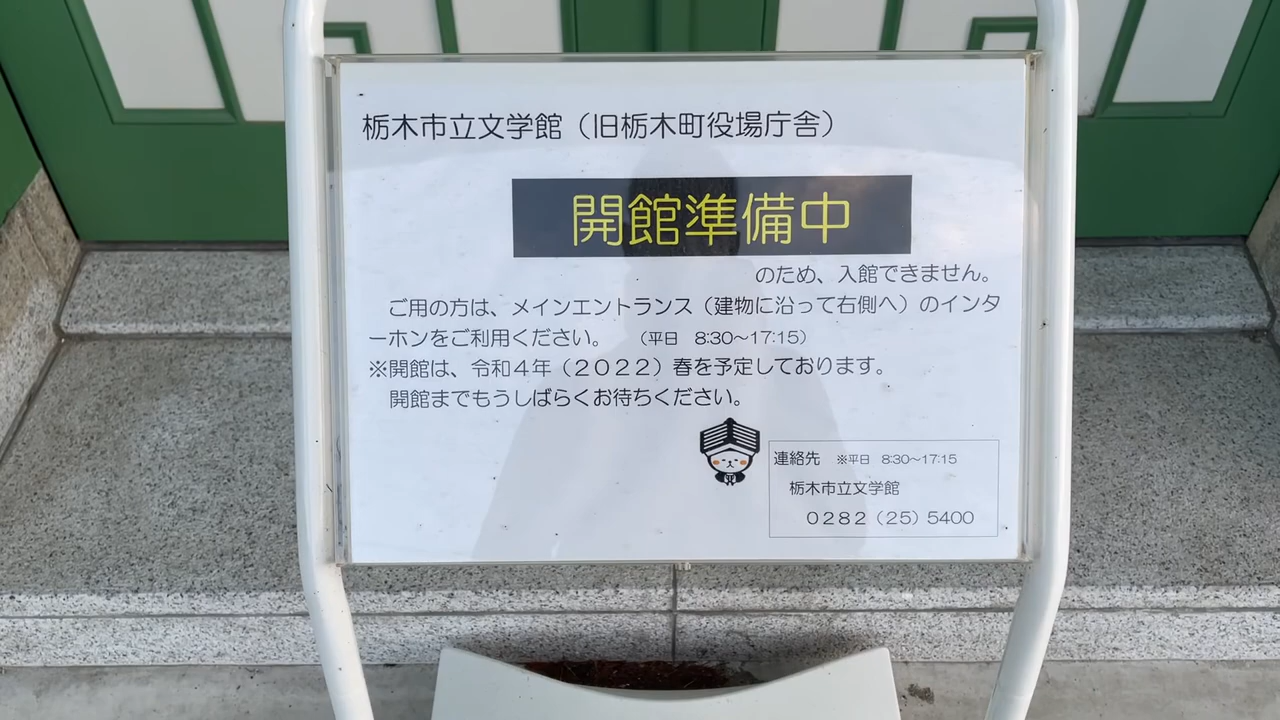 栃木市立文学館（旧栃木町役場庁舎）
開館準備中
のため、入館できません。
ご用の方は、メインエントランス（建物に沿って右側へ）のインタ
ーホンをご利用ください。　（平日　8:30～17:15）
※開館は、令和４年（２０２２）春を予定しております。
開館までもうしばらくお待ちください。
連絡先　※平日　8:30～17:15
栃木市立文学館
０２８２（25）５４００